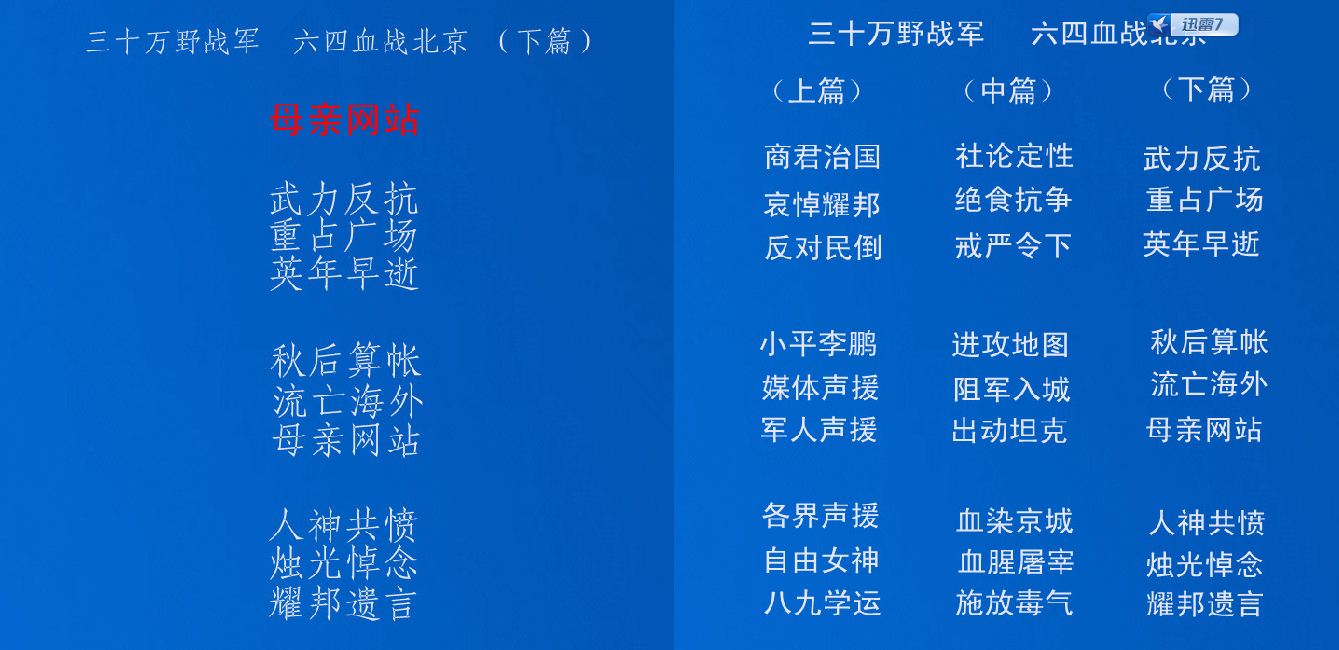 三十万野战军 六四血战北京 （下篇）
母亲网站
武力反抗
重占广场
英年早逝
秋后算帐
流亡海外
母亲网站
人神共愤
烛光悼念
耀邦遗言
三十万野战军 六四血战北京
迅雷7
（上篇） （中篇） （下篇）
商君治国 社论定性 武力反抗
哀悼耀邦 绝食抗争 重占广场
反对民倒 戒严令下 英年早逝
小平李鹏 进攻地图 秋后算帐
媒体声援 阻军入城 流亡海外
军人声援 出动坦克 母亲网站
各界声援 血染京城 人神共愤
自由女神 血腥屠宰 烛光悼念
八九学运 施放毒气 耀邦遗言